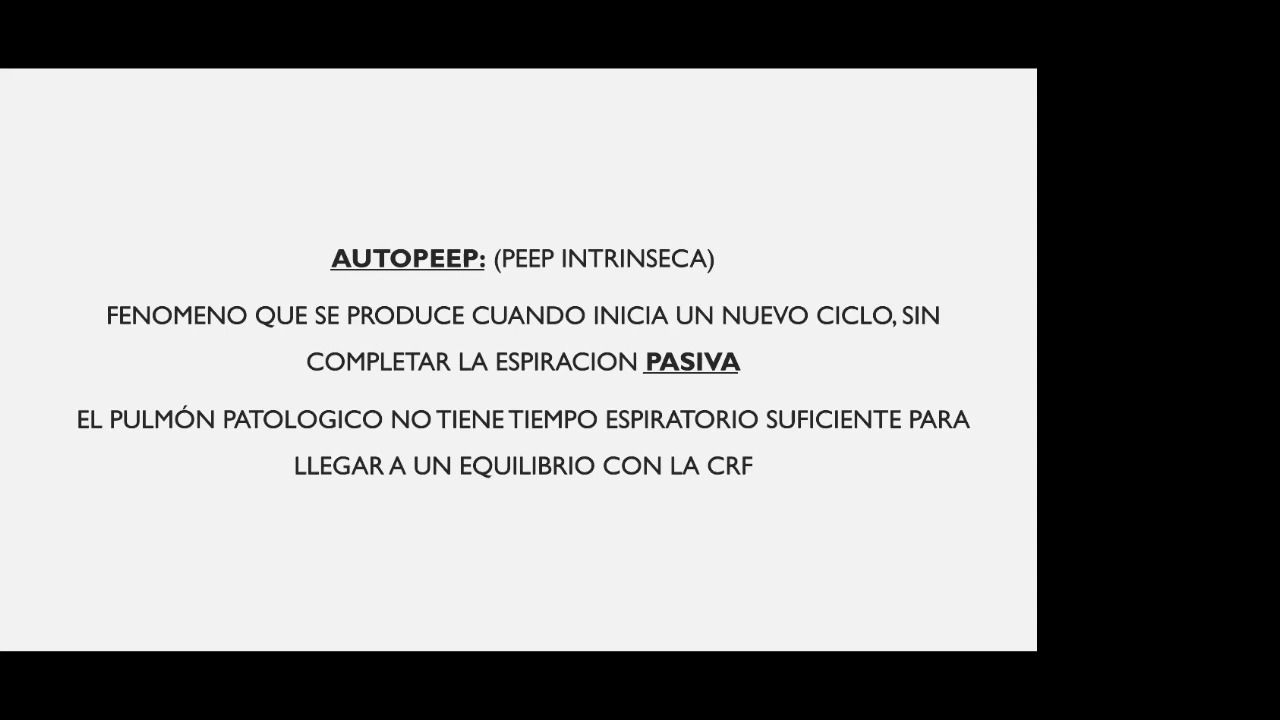 AUTOPEEP: (PEEP INTRINSECA)
FENOMENO QUE SE PRODUCE CUANDO INICIA UN NUEVO CICLO, SIN
COMPLETAR LA ESPIRACION PASIVA
EL PULMÓN PATOLOGICO NO TIENE TIEMPO ESPIRATORIO SUFICIENTE PARA
LLEGAR A UN EQUILIBRIO CON LA CRF